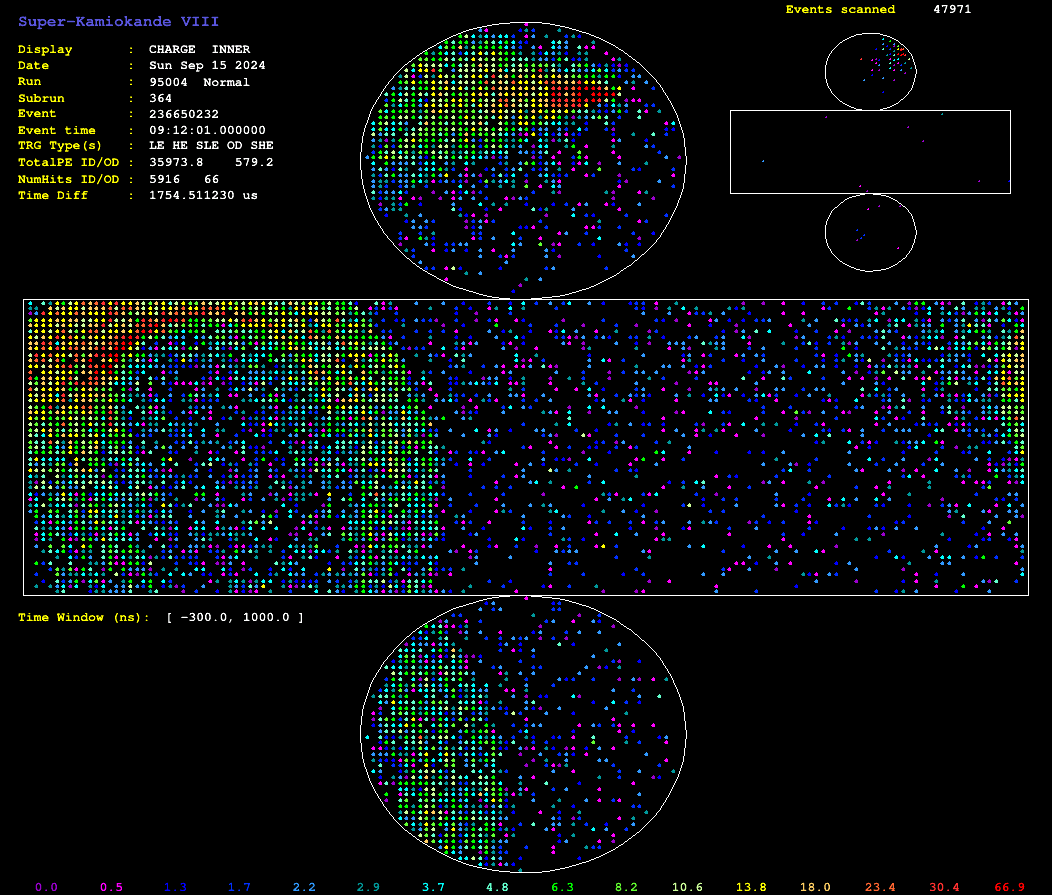 Super-Kamiokande VIII
Events scanned 47971
Display : CHARGE INNER
Date : Sun Sep 15 2024
Run : 95004 Normal
Subrun : 364
Event : 236650232
Event time : 09:12:01.000000
TRG Type(s) : LE HE SLE OD SHE
TotalPE ID/OD : 35973.8 579.2
NumHits ID/OD : 5916 66
Time Diff : 1754.511230 us
Time Window (ns): [ -300.0, 1000.0 ]
0.0 0.5 1.3 1.7 2.2 2.9 3.7 4.8 6.3 8.2 10.6 13.8 18.0 23.4 30.4 66.9